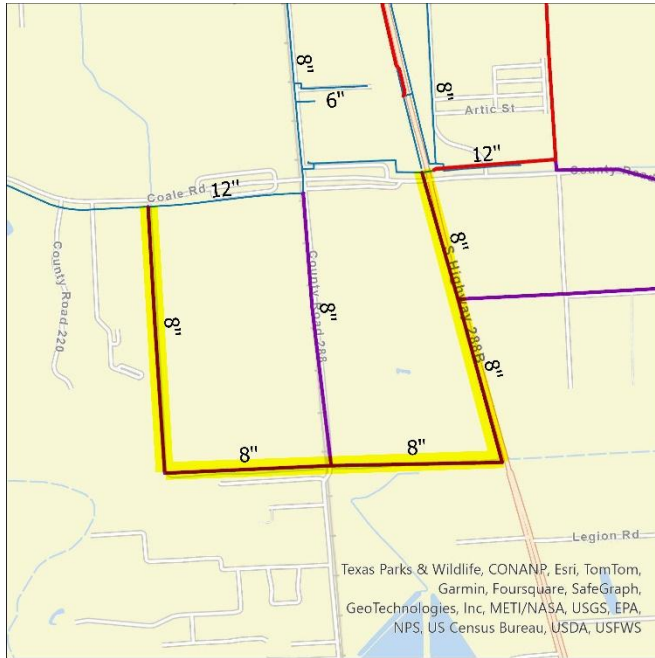 8"
6"
8"
Artic St
12"
County Roa
Coale Rd
12"
County Road 220
8"
County Road 288
8"
8"
S Highway 288B
8"
8"
8"
Legion Rd
Texas Parks & Wildlife, CONANP, Esri, TomTom,
Garmin, Foursquare, SafeGraph,
GeoTechnologies, Inc, METI/NASA, USGS, EPA,
NPS, US Census Bureau, USDA, USFWS